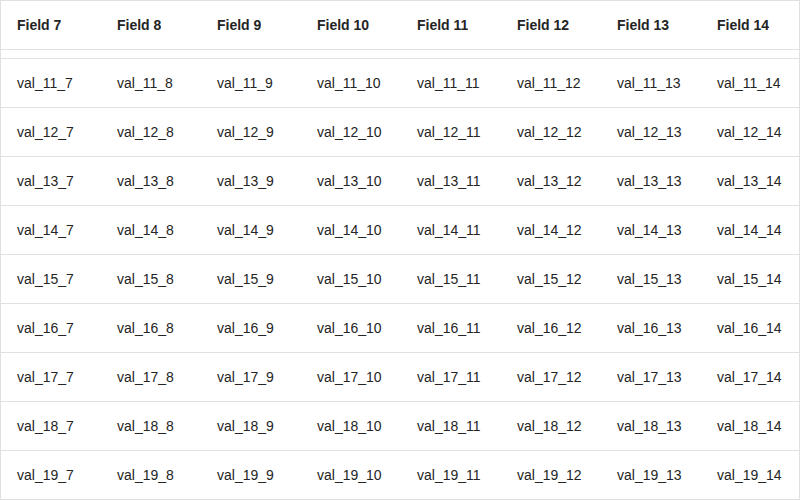 Field 7 Field 8 Field 9 Field 10 Field 11 Field 12 Field 13 Field 14
val_11_7 val_11_8 val_11_9 val_11_10 val_11_11 val_11_12 val_11_13 val_11_14
val_12_7 val_12_8 val_12_9 val_12_10 val_12_11 val_12_12 val_12_13 val_12_14
val_13_7 val_13_8 val_13_9 val_13_10 val_13_11 val_13_12 val_13_13 val_13_14
val_14_7 val_14_8 val_14_9 val_14_10 val_14_11 val_14_12 val_14_13 val_14_14
val_15_7 val_15_8 val_15_9 val_15_10 val_15_11 val_15_12 val_15_13 val_15_14
val_16_7 val_16_8 val_16_9 val_16_10 val_16_11 val_16_12 val_16_13 val_16_14
val_17_7 val_17_8 val_17_9 val_17_10 val_17_11 val_17_12 val_17_13 val_17_14
val_18_7 val_18_8 val_18_9 val_18_10 val_18_11 val_18_12 val_18_13 val_18_14
val_19_7 val_19_8 val_19_9 val_19_10 val_19_11 val_19_12 val_19_13 val_19_14